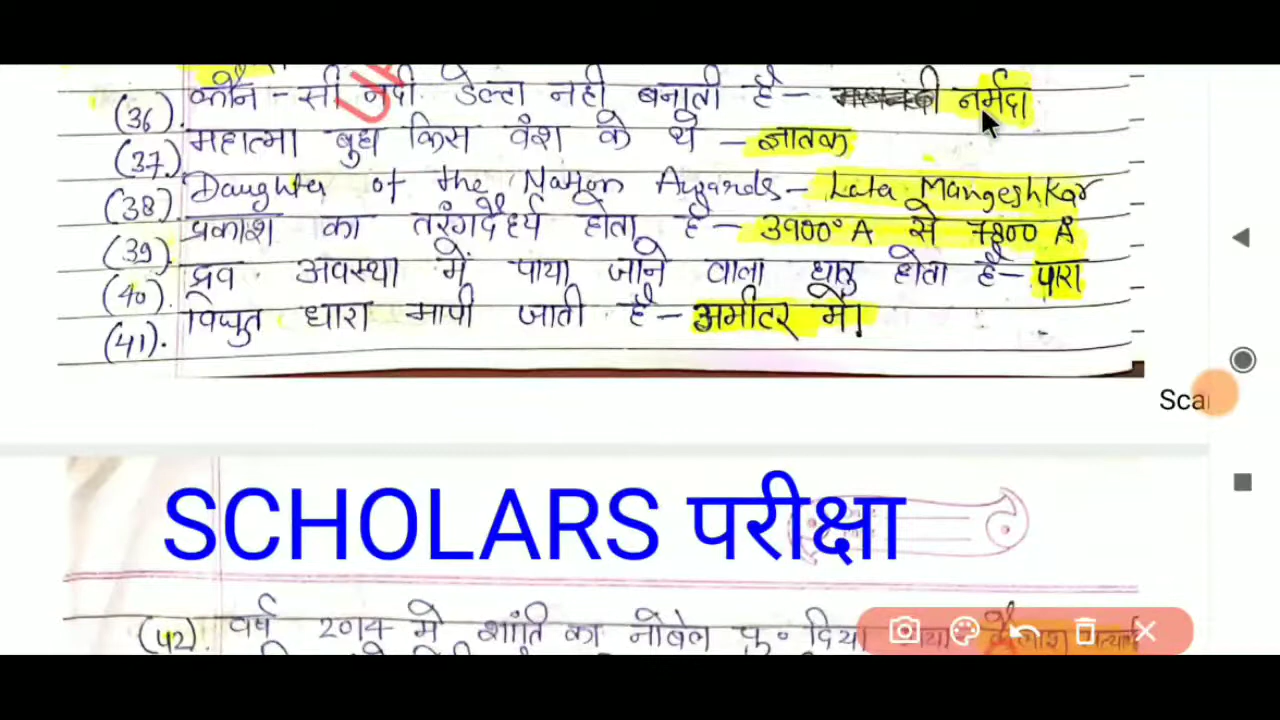 (36). कौन - सी नदी डेल्टा नही बनाती है - नर्मदा
(37). महात्मा बुद्ध किस वंश के थे - ज्ञातक
(38). Daughter of the Nation Awards - Lata Mangeshkar
(39). प्रकाश का तरंगदैर्ध्य होता है - 3900° A से 7800 Å
(40). द्रव अवस्था में पाया जाने वाला धातु होता है - पारा
(41). विद्युत धारा मापी जाती है - अमीटर में।
Sca
SCHOLARS परीक्षा
(42). वर्ष 2014 में शांति का नोबेल पु॰ दिया गया कैलाश